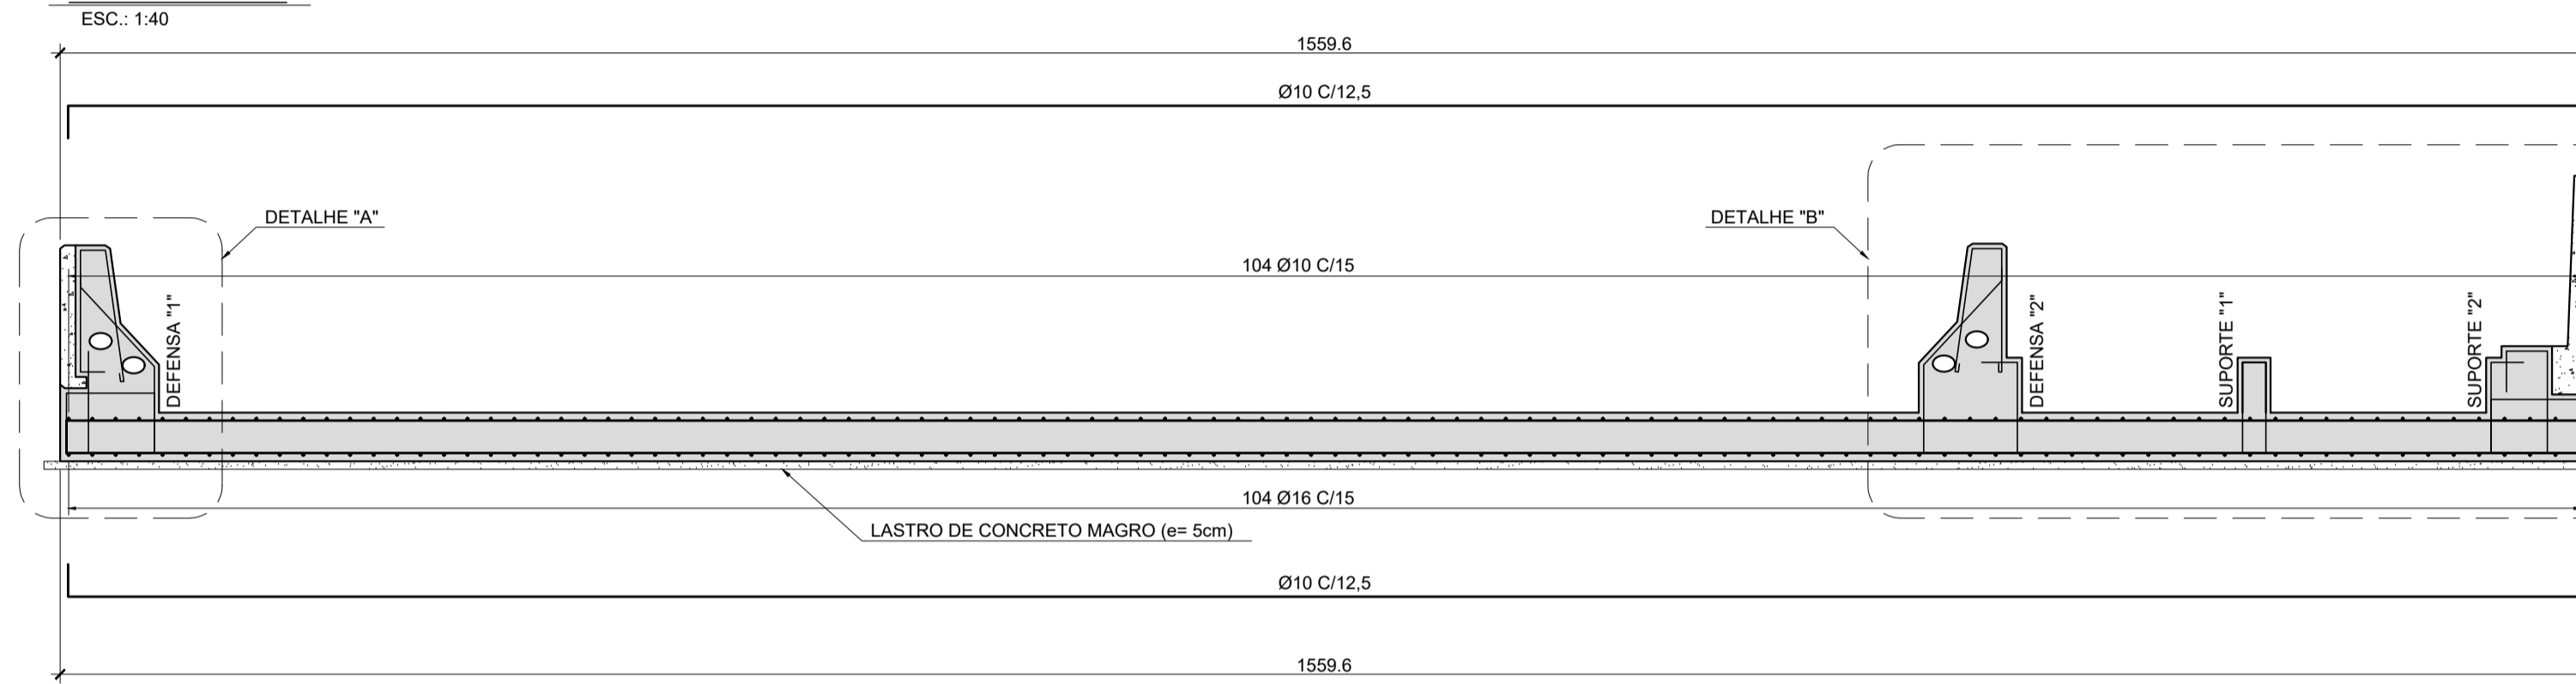 ESC.: 1:40
1559.6
Ø10 C/12,5
DETALHE "A"
DETALHE "B"
104 Ø10 C/15
DEFENSA "1"
DEFENSA "2"
SUPORTE "1"
SUPORTE "2"
104 Ø16 C/15
LASTRO DE CONCRETO MAGRO (e= 5cm)
Ø10 C/12,5
1559.6